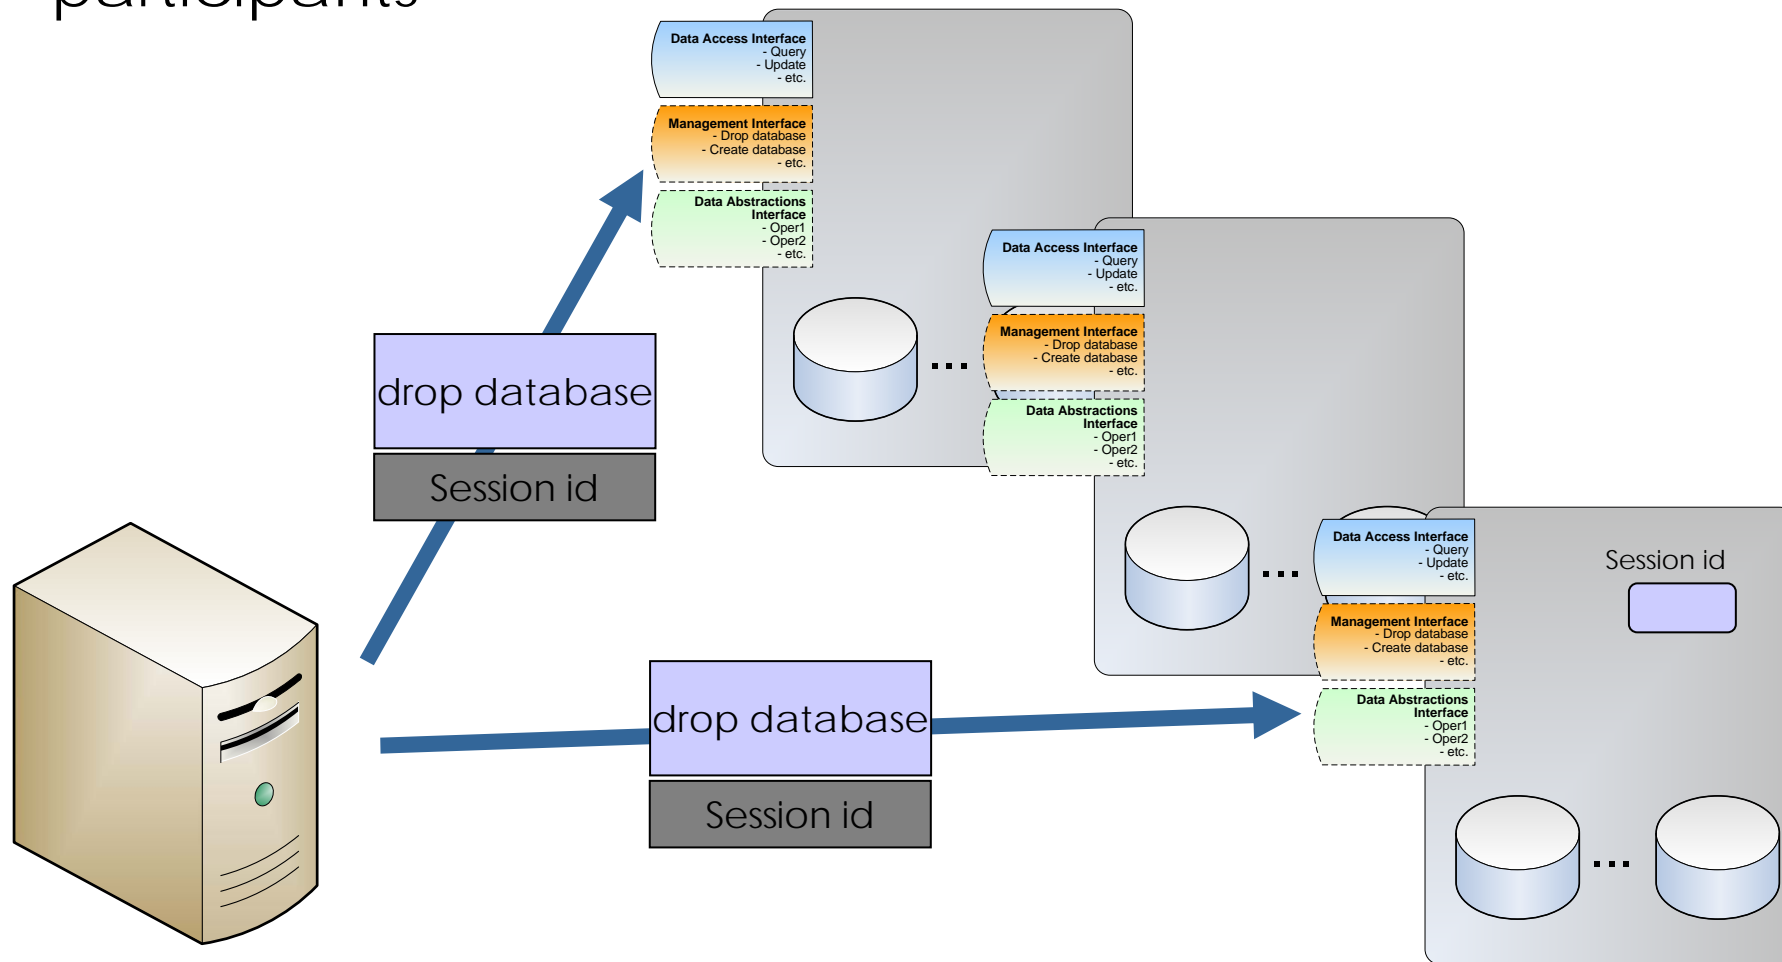 participants
Data Access Interface
- Query
- Update
- etc.
Management Interface
- Drop database
- Create database
- etc.
Data Abstractions
Interface
- Oper1
- Oper2
- etc.
Data Access Interface
- Query
- Update
- etc.
Management Interface
- Drop database
- Create database
- etc.
Data Abstractions
Interface
- Oper1
- Oper2
- etc.
drop database
Session id
Data Access Interface
- Query
- Update
- etc.
Management Interface
- Drop database
- Create database
- etc.
Data Abstractions
Interface
- Oper1
- Oper2
- etc.
Session id
drop database
Session id